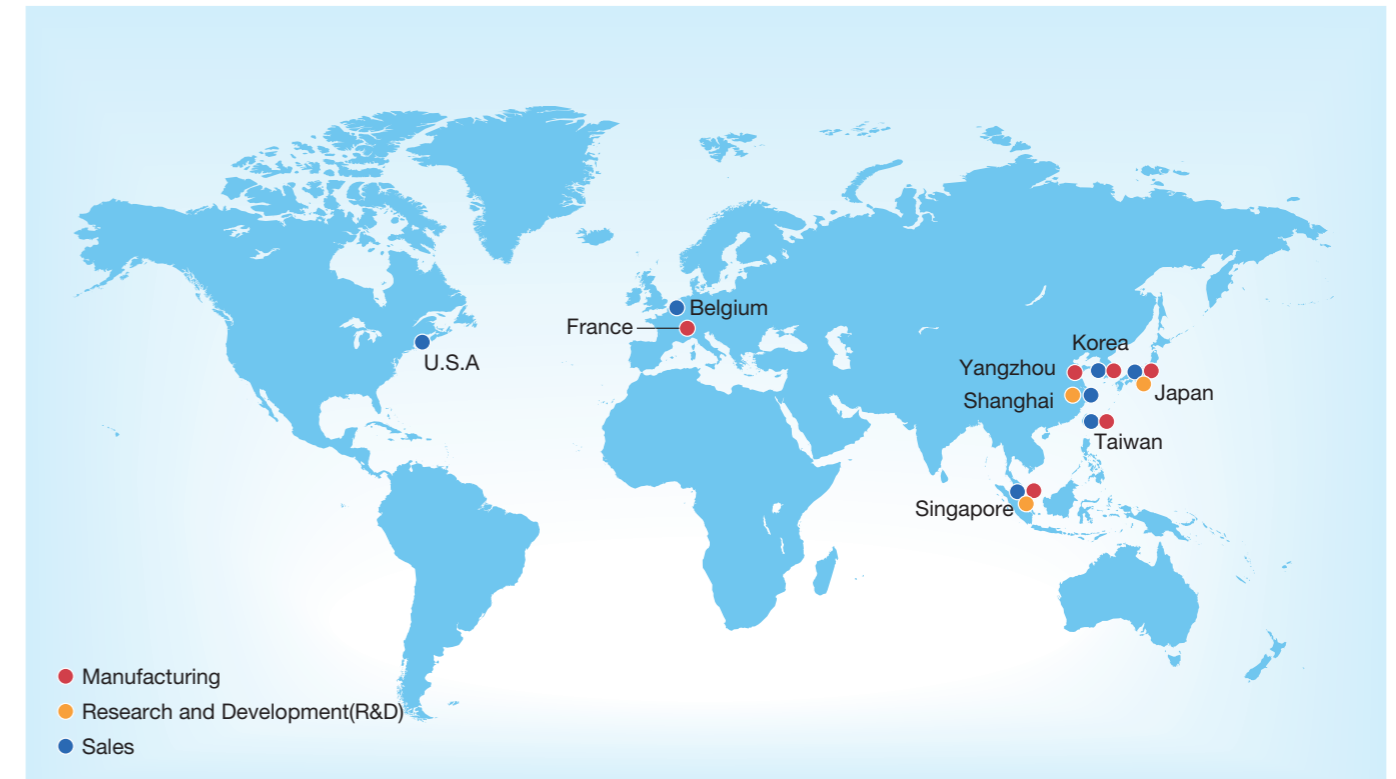 Belgium
France
U.S.A
Korea
Yangzhou
Japan
Shanghai
Taiwan
Singapore
Manufacturing
Research and Development(R&D)
Sales